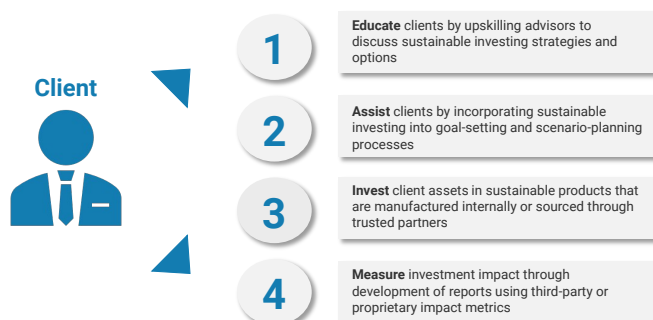 Client
1
Educate clients by upskilling advisors to
discuss sustainable investing strategies and
options
2
Assist clients by incorporating sustainable
investing into goal-setting and scenario-planning
processes
3
Invest client assets in sustainable products that
are manufactured internally or sourced through
trusted partners
4
Measure investment impact through
development of reports using third-party or
proprietary impact metrics